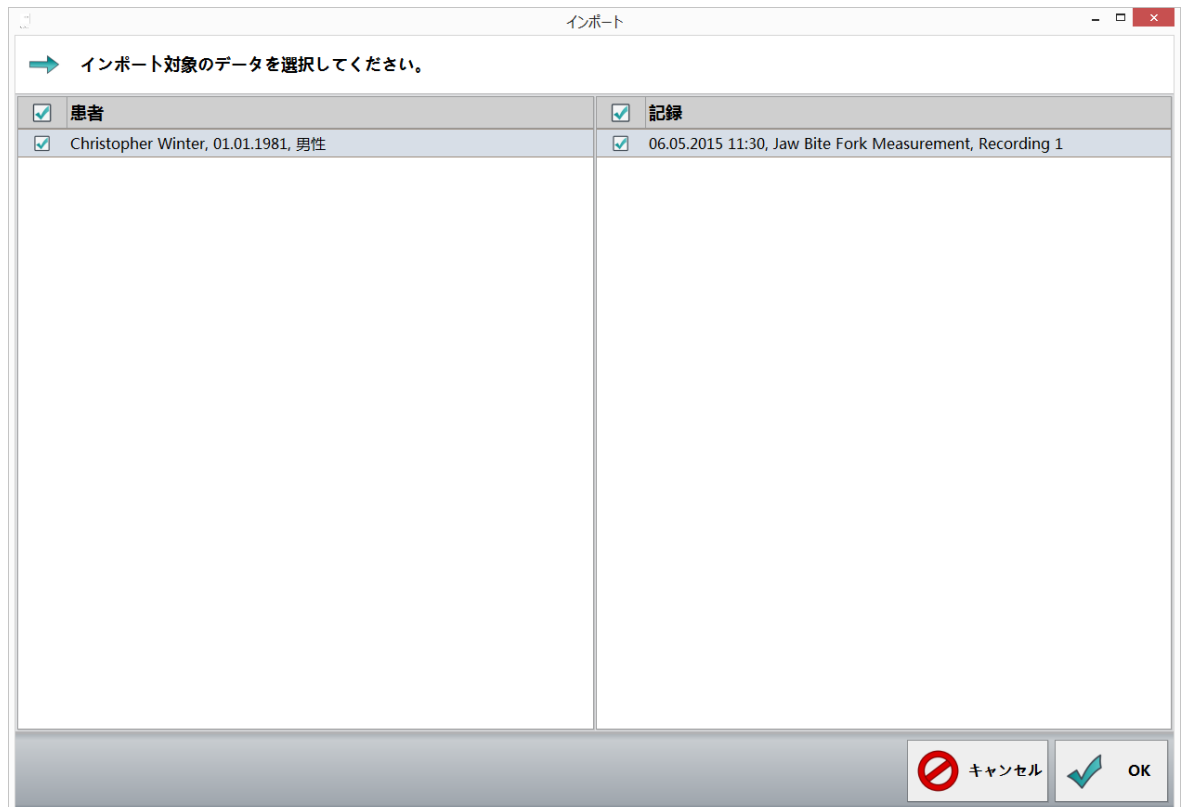 インポート
インポート対象のデータを選択してください。
患者
記録
Christopher Winter, 01.01.1981, 男性
06.05.2015 11:30, Jaw Bite Fork Measurement, Recording 1
キャンセル
OK